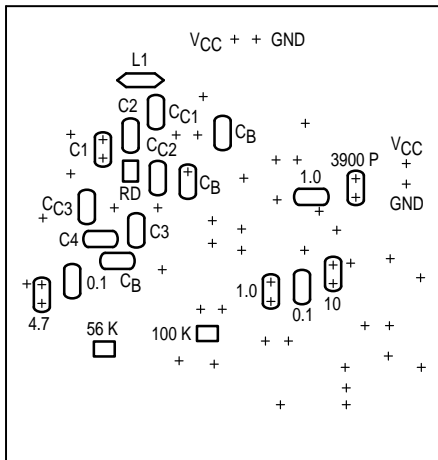 VCC + + GND
L1
C2
CC1
C1
CC2
CB
RD
CB
CC3
C4
C3
CB
0.1
4.7
56 K
100 K
1.0
3900 P
VCC
GND
1.0
0.1
10